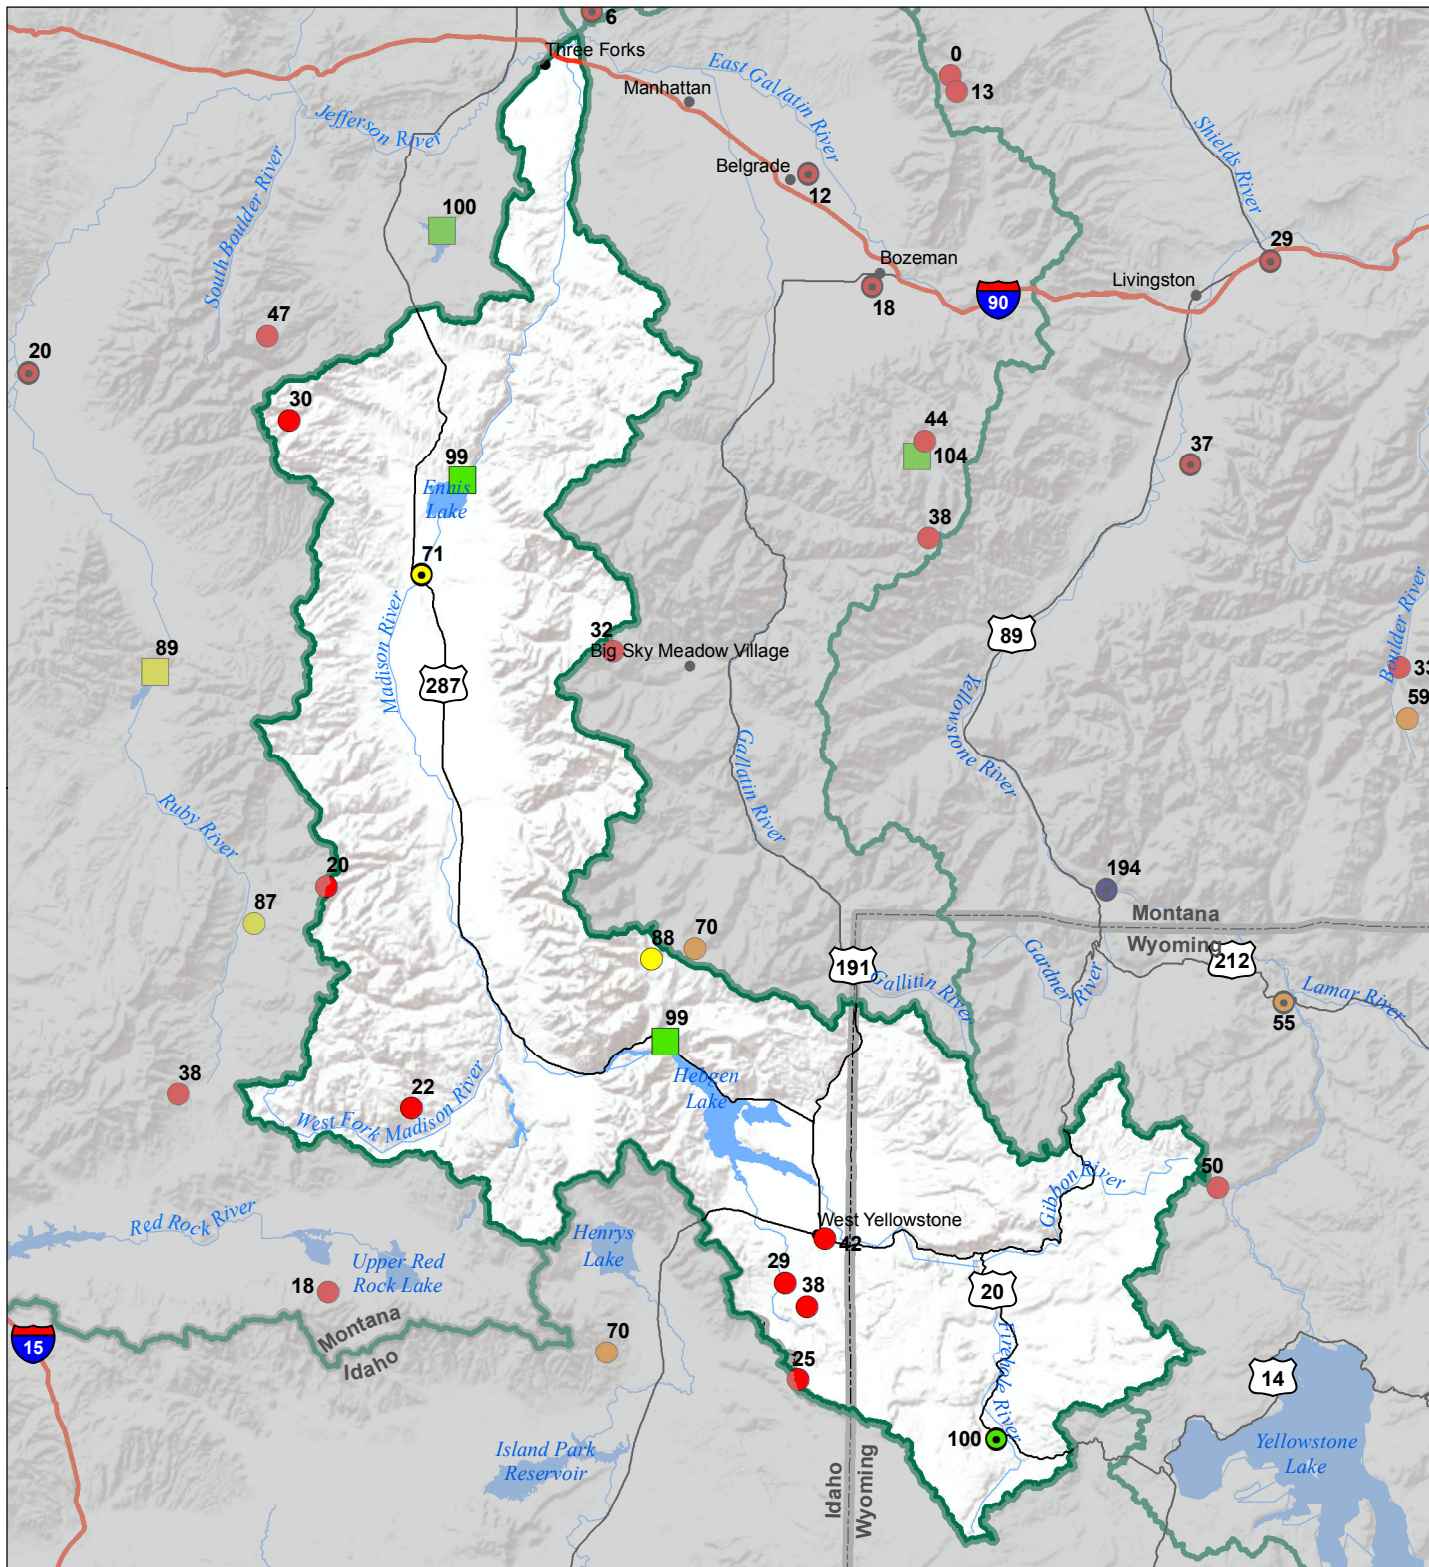 6
Three Forks
0
East Gallatin River
Manhattan
13
Jefferson River
Shields River
Belgrade
12
South Boulder River
100
29
Bozeman
Livingston
18
90
47
20
30
44
99
104
37
Ennis
Lake
38
71
Madison River
32
89
Big Sky Meadow Village
Boulder River
33
89
287
Yellowstone River
59
Gallatin River
Ruby River
20
194
87
Montana
Wyoming
88
70
191
Gardner
River
212
Gallitin River
Lamar River
55
99
Hebgen
Lake
38
22
West Fork Madison River
50
Gibbon River
Red Rock River
West Yellowstone
42
Henrys
Lake
Upper Red
Rock Lake
29
18
38
20
Montana
Idaho
15
70
Firehole River
25
14
100
Island Park
Reservoir
Yellowstone
Lake
Idaho
Wyoming